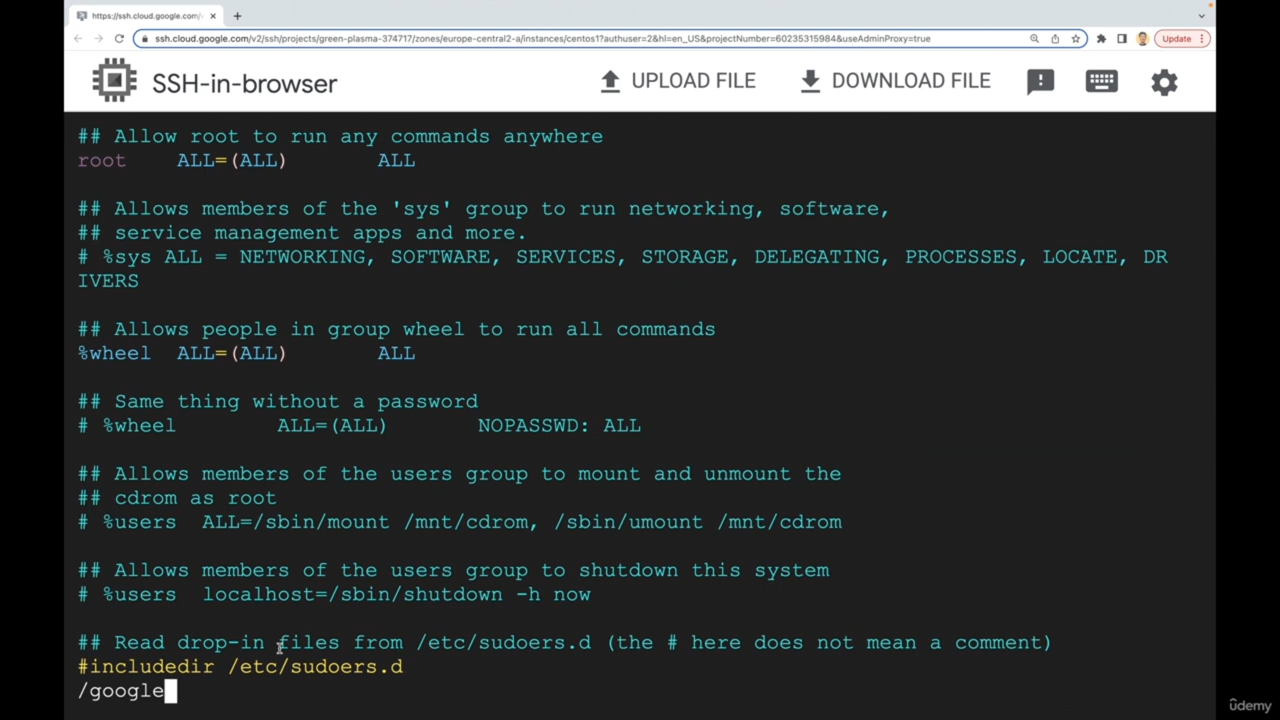 https://ssh.cloud.google.com/v
ssh.cloud.google.com/v2/ssh/projects/green-plasma-374717/zones/europe-central2-a/instances/centos1?authuser=2&hl=en_US&projectNumber=60235315984&useAdminProxy=true
Update
SSH-in-browser
UPLOAD FILE
DOWNLOAD FILE
## Allow root to run any commands anywhere
root    ALL=(ALL)       ALL
## Allows members of the 'sys' group to run networking, software,
## service management apps and more.
# %sys ALL = NETWORKING, SOFTWARE, SERVICES, STORAGE, DELEGATING, PROCESSES, LOCATE, DR
IVERS
## Allows people in group wheel to run all commands
%wheel  ALL=(ALL)       ALL
## Same thing without a password
# %wheel        ALL=(ALL)       NOPASSWD: ALL
## Allows members of the users group to mount and unmount the
## cdrom as root
# %users  ALL=/sbin/mount /mnt/cdrom, /sbin/umount /mnt/cdrom
## Allows members of the users group to shutdown this system
# %users  localhost=/sbin/shutdown -h now
## Read drop-in files from /etc/sudoers.d (the # here does not mean a comment)
#includedir /etc/sudoers.d
/google
ûdemy